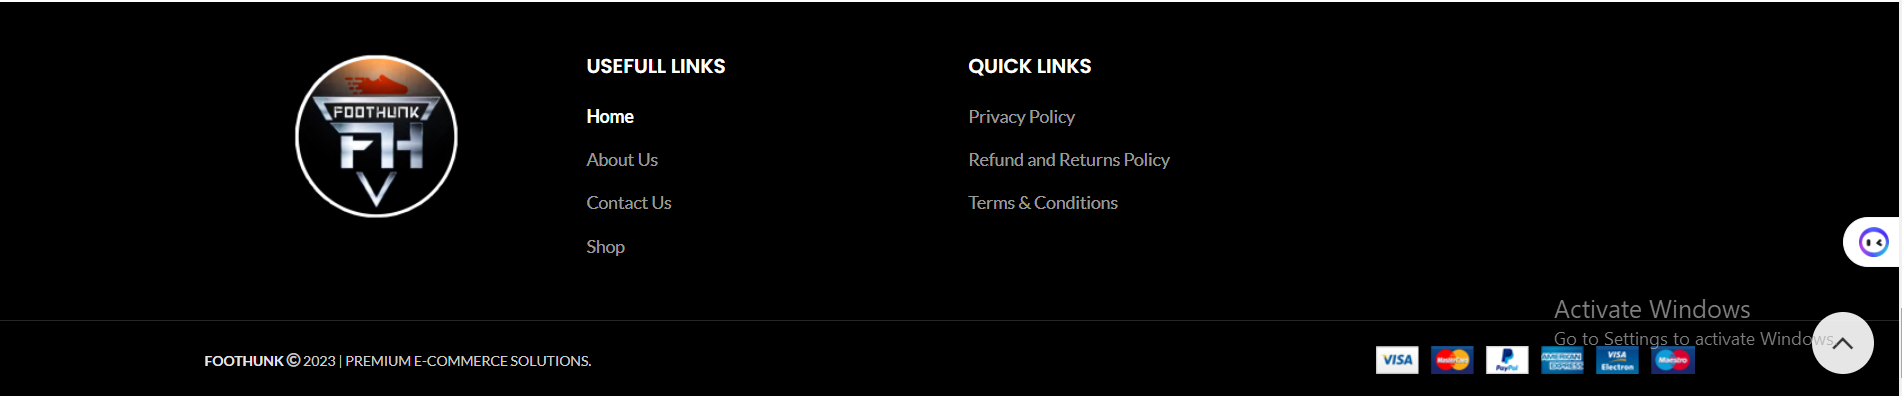 FOOTHUNK
FH
USEFULL LINKS
Home
About Us
Contact Us
Shop
QUICK LINKS
Privacy Policy
Refund and Returns Policy
Terms & Conditions
Activate Windows
Go to Settings to activate Windows.
FOOTHUNK © 2023 | PREMIUM E-COMMERCE SOLUTIONS.
VISA
MasterCard
PayPal
AMERICAN EXPRESS
VISA Electron
Maestro